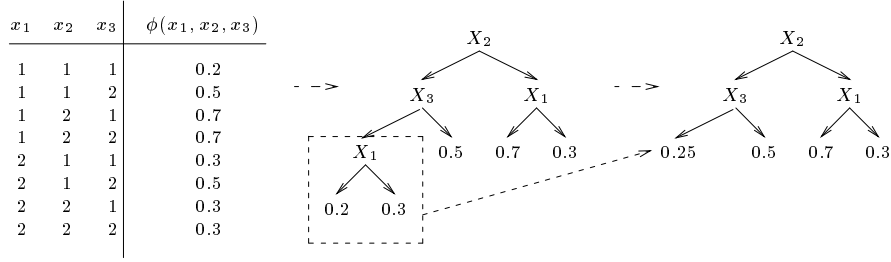 x1 x2 x3 ϕ(x1, x2, x3)
1 1 1 0.2
1 1 2 0.5
1 2 1 0.7
1 2 2 0.7
2 1 1 0.3
2 1 2 0.5
2 2 1 0.3
2 2 2 0.3
X2
X3 X1
X1 0.5 0.7 0.3
0.2 0.3
X2
X3 X1
0.25 0.5 0.7 0.3